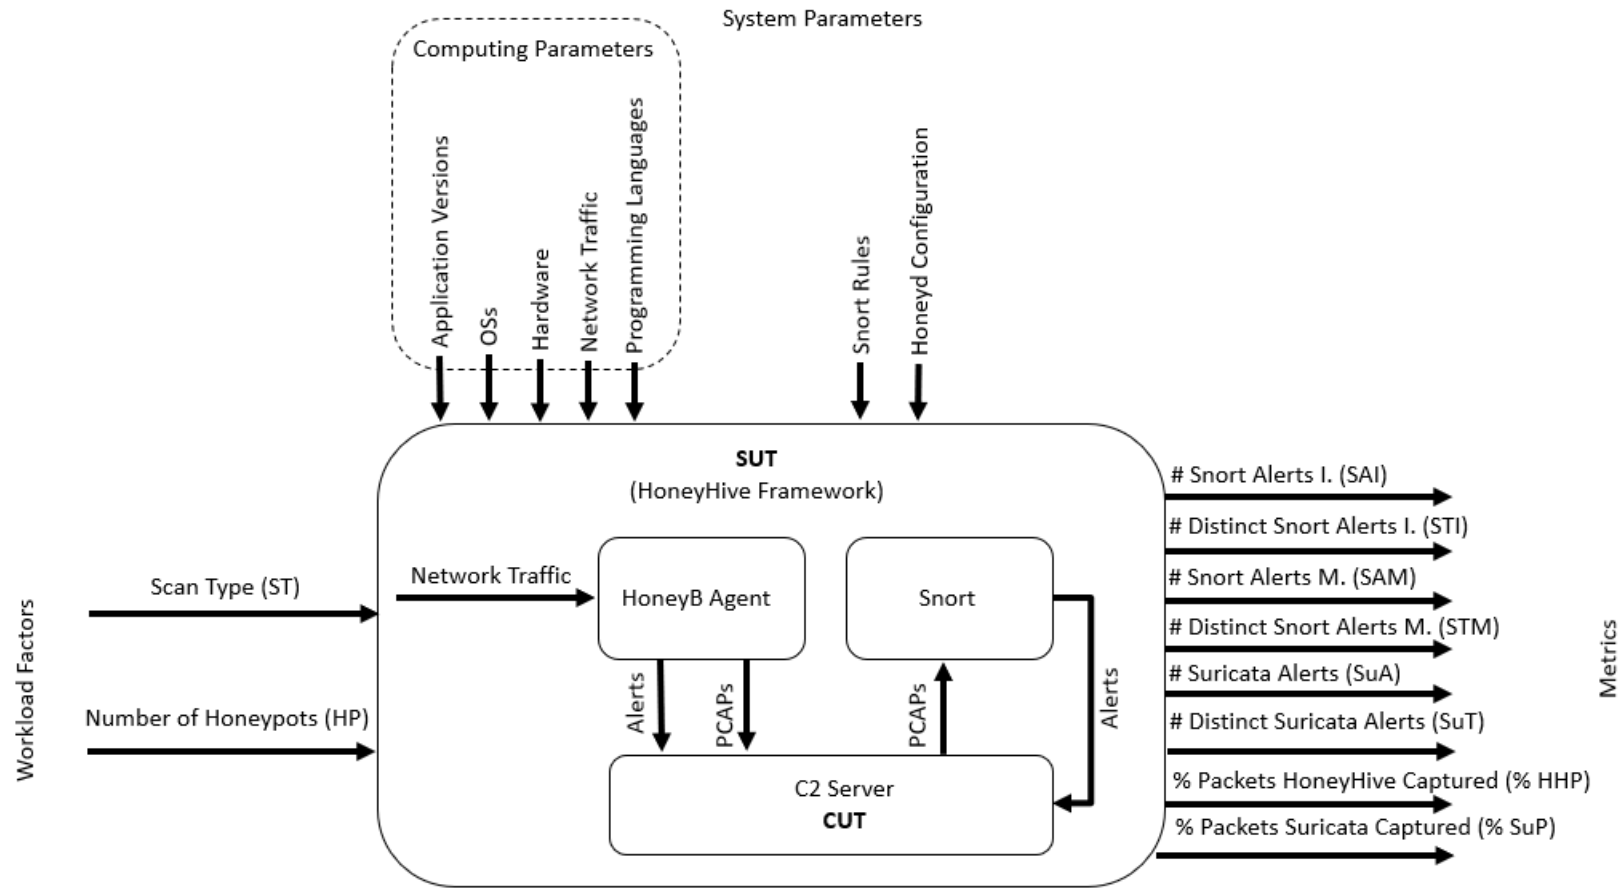 System Parameters
Computing Parameters
Application Versions
OSs
Hardware
Network Traffic
Programming Languages
Snort Rules
Honeyd Configuration
Workload Factors
Scan Type (ST)
Number of Honeypots (HP)
SUT
(HoneyHive Framework)
Network Traffic
HoneyB Agent
Snort
Alerts
PCAPs
PCAPs
Alerts
C2 Server
CUT
# Snort Alerts I. (SAI)
# Distinct Snort Alerts I. (STI)
# Snort Alerts M. (SAM)
# Distinct Snort Alerts M. (STM)
# Suricata Alerts (SuA)
# Distinct Suricata Alerts (SuT)
% Packets HoneyHive Captured (% HHP)
% Packets Suricata Captured (% SuP)
Metrics